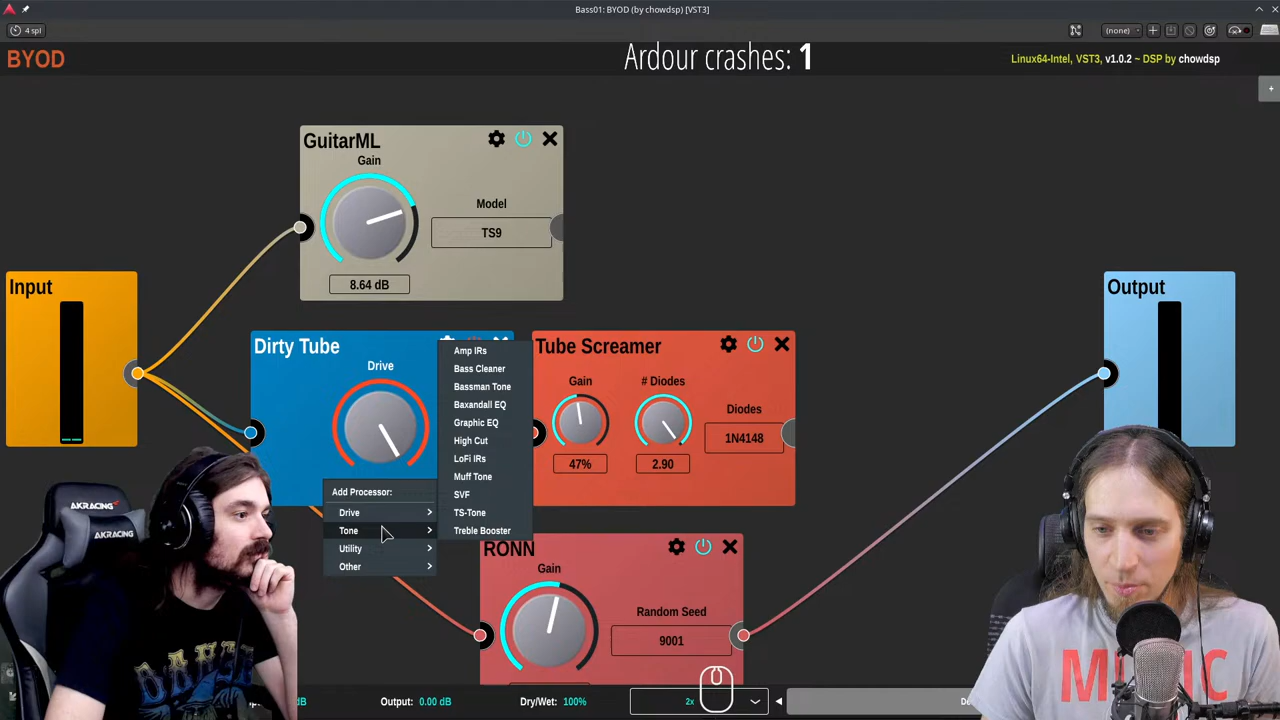 Bass01: BYOD (by chowdsp) [VST3]
4 spl
(none)
BYOD
Ardour crashes: 1
Linux64-Intel, VST3, v1.0.2 ~ DSP by chowdsp
+
GuitarML
Gain
Model
TS9
8.64 dB
Input
Output
Dirty Tube
Drive
Tube Screamer
Gain
# Diodes
Diodes
1N4148
47%
2.90
Amp IRs
Bass Cleaner
Bassman Tone
Baxandall EQ
Graphic EQ
High Cut
LoFi IRs
Muff Tone
SVF
TS-Tone
Treble Booster
Add Processor:
Drive
Tone
Utility
Other
RONN
Gain
Random Seed
9001
AKRACING
AKRACING
dB
Output: 0.00 dB
Dry/Wet: 100%
2x